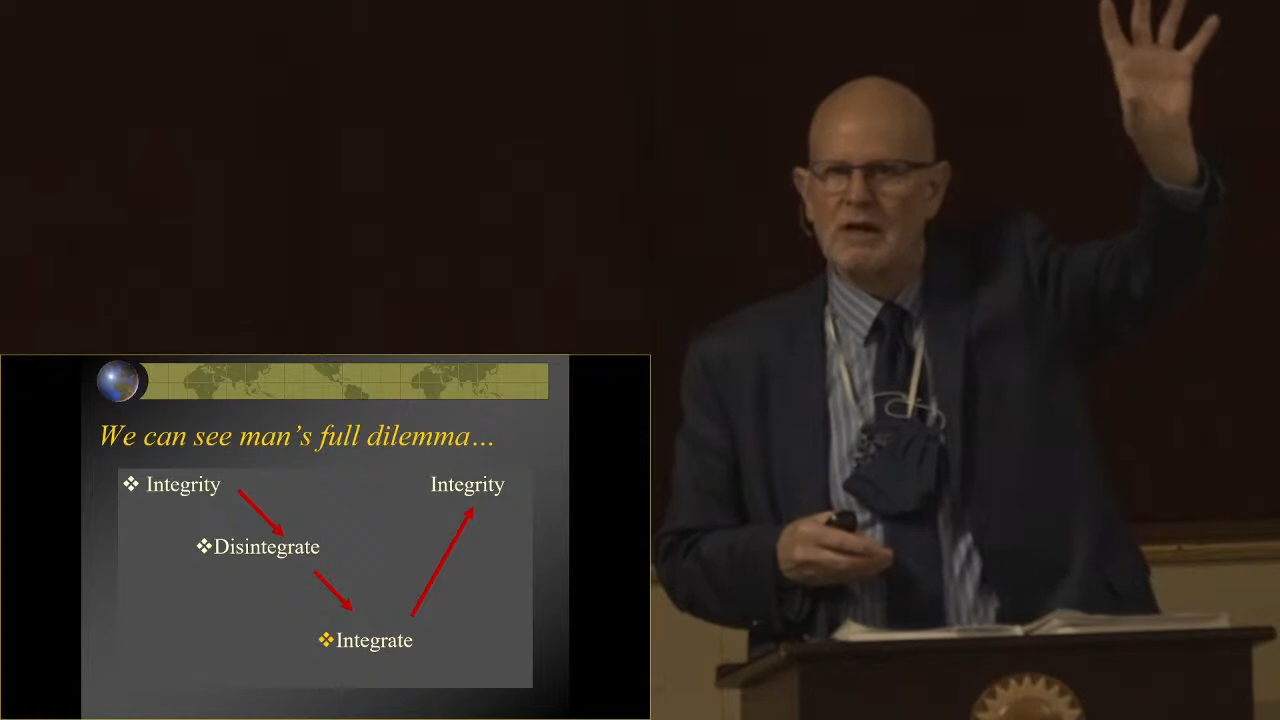 We can see man's full dilemma…
❖ Integrity
Integrity
❖Disintegrate
❖Integrate